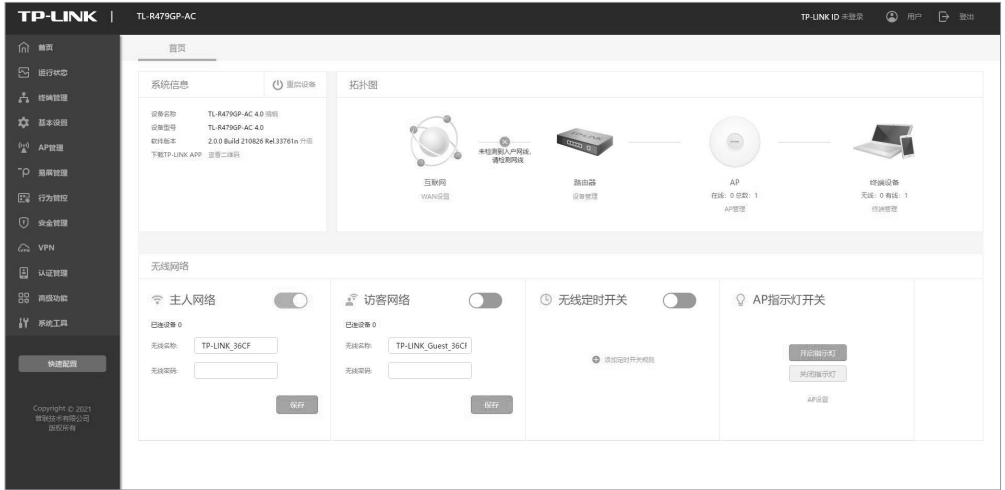 TP-LINK | TL-R479GP-AC TP-LINK ID 未登录 用户 登出
首页
运行状态
终端管理
基本设置
AP管理
易展管理
行为管控
安全管理
VPN
认证管理
高级功能
系统工具
快速配置
Copyright © 2021
普联技术有限公司
版权所有
首页
系统信息 重启设备
设备名称 TL-R479GP-AC 4.0 编辑
设备型号 TL-R479GP-AC 4.0
软件版本 2.0.0 Build 210826 Rel.33761n 升级
下载TP-LINK APP 查看二维码
拓扑图
未检测到入户网线,
请检测网线
TP-LINK
互联网
WAN设置
路由器
设备管理
AP
在线: 0 总数: 1
AP管理
终端设备
无线: 0 有线: 1
终端管理
无线网络
主人网络
已连设备 0
无线名称: TP-LINK_36CF
无线密码:
保存
访客网络
已连设备 0
无线名称: TP-LINK_Guest_36CF
无线密码:
保存
无线定时开关
添加定时开关规则
AP指示灯开关
开启指示灯
关闭指示灯
AP设置